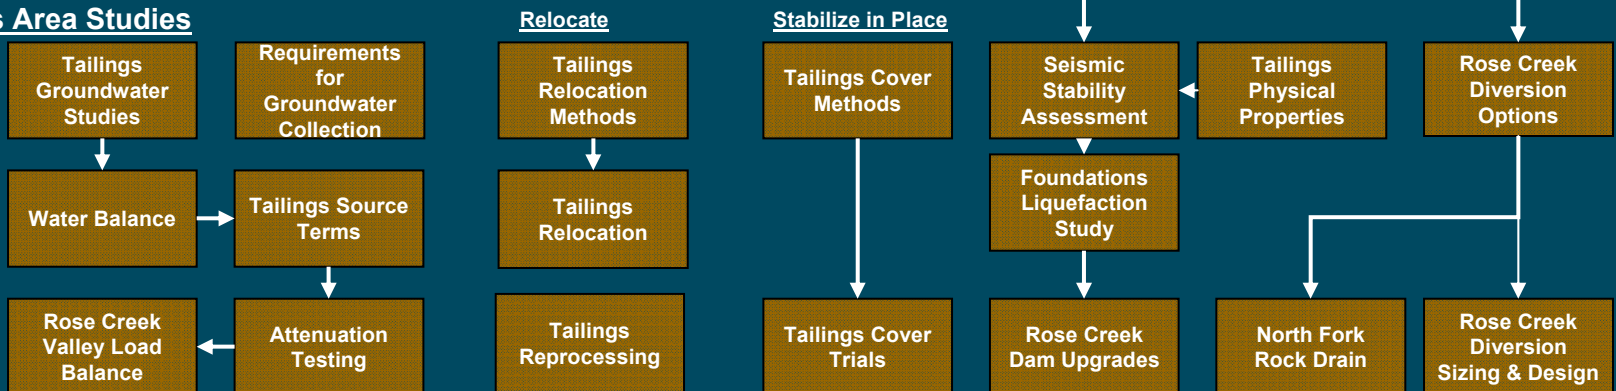 s Area Studies
Relocate
Stabilize in Place
Tailings
Groundwater
Studies
Requirements
for
Groundwater
Collection
Tailings
Relocation
Methods
Tailings Cover
Methods
Seismic
Stability
Assessment
Tailings
Physical
Properties
Rose Creek
Diversion
Options
Water Balance
Tailings Source
Terms
Tailings
Relocation
Foundations
Liquefaction
Study
Rose Creek
Valley Load
Balance
Attenuation
Testing
Tailings
Reprocessing
Tailings Cover
Trials
Rose Creek
Dam Upgrades
North Fork
Rock Drain
Rose Creek
Diversion
Sizing & Design